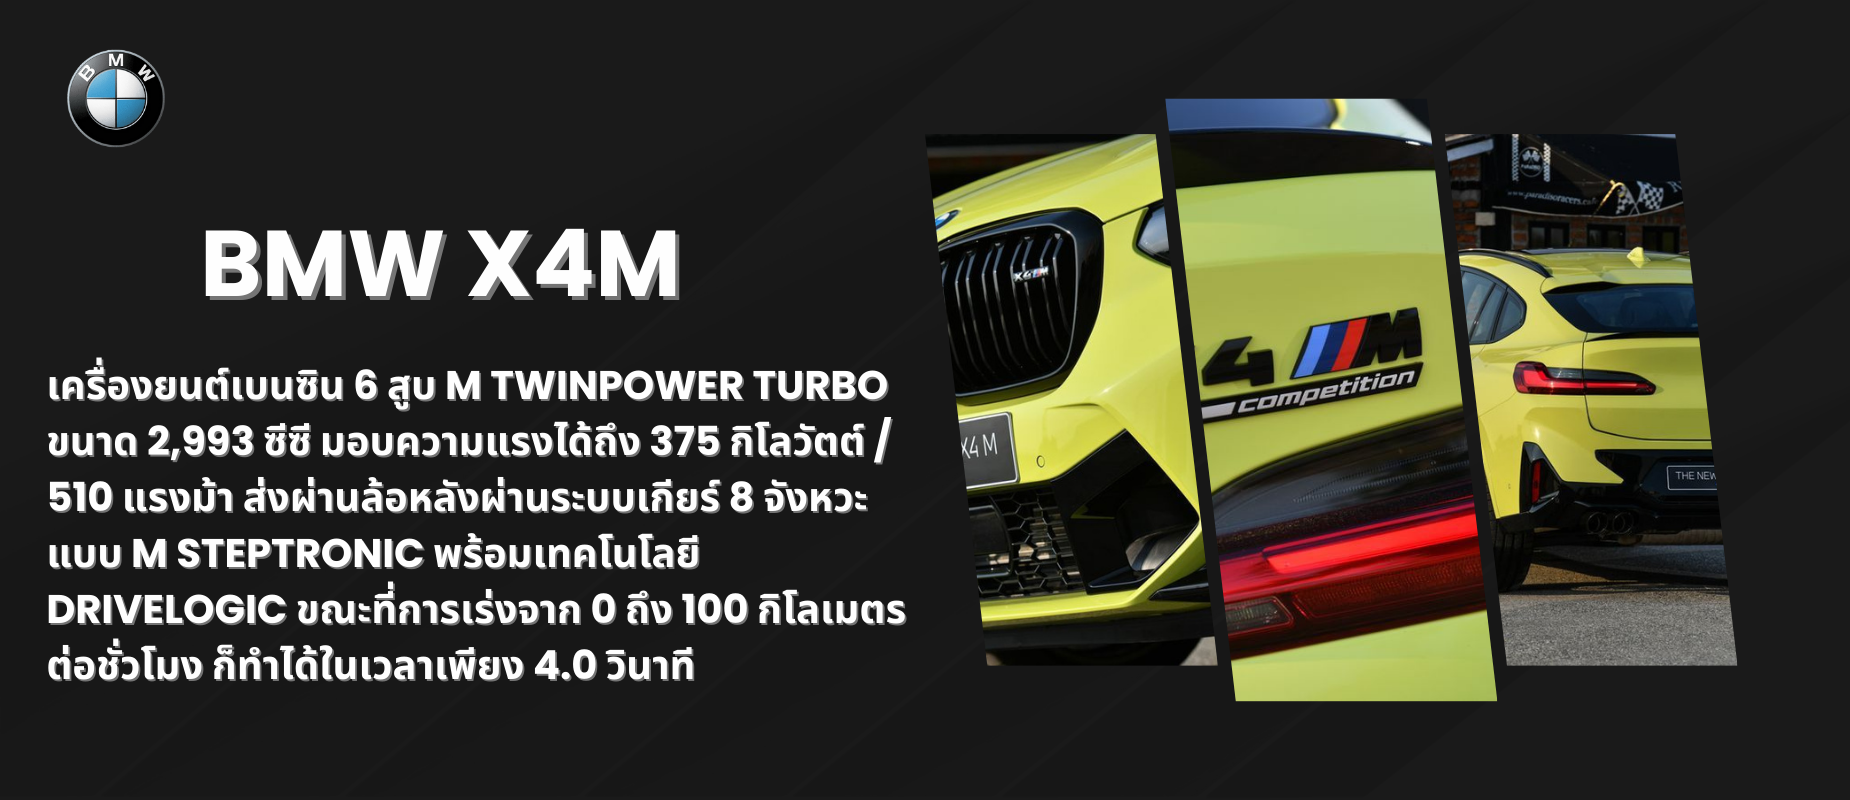 BMW
BMW X4M
เครื่องยนต์เบนซิน 6 สูบ M TWINPOWER TURBO
ขนาด 2,993 ซีซี มอบความแรงได้ถึง 375 กิโลวัตต์ /
510 แรงม้า ส่งผ่านล้อหลังผ่านระบบเกียร์ 8 จังหวะ
แบบ M STEPTRONIC พร้อมเทคโนโลยี
DRIVELOGIC ขณะที่การเร่งจาก 0 ถึง 100 กิโลเมตร
ต่อชั่วโมง ก็ทำได้ในเวลาเพียง 4.0 วินาที
X4M
X4 M
4 M
competition
THE NEW